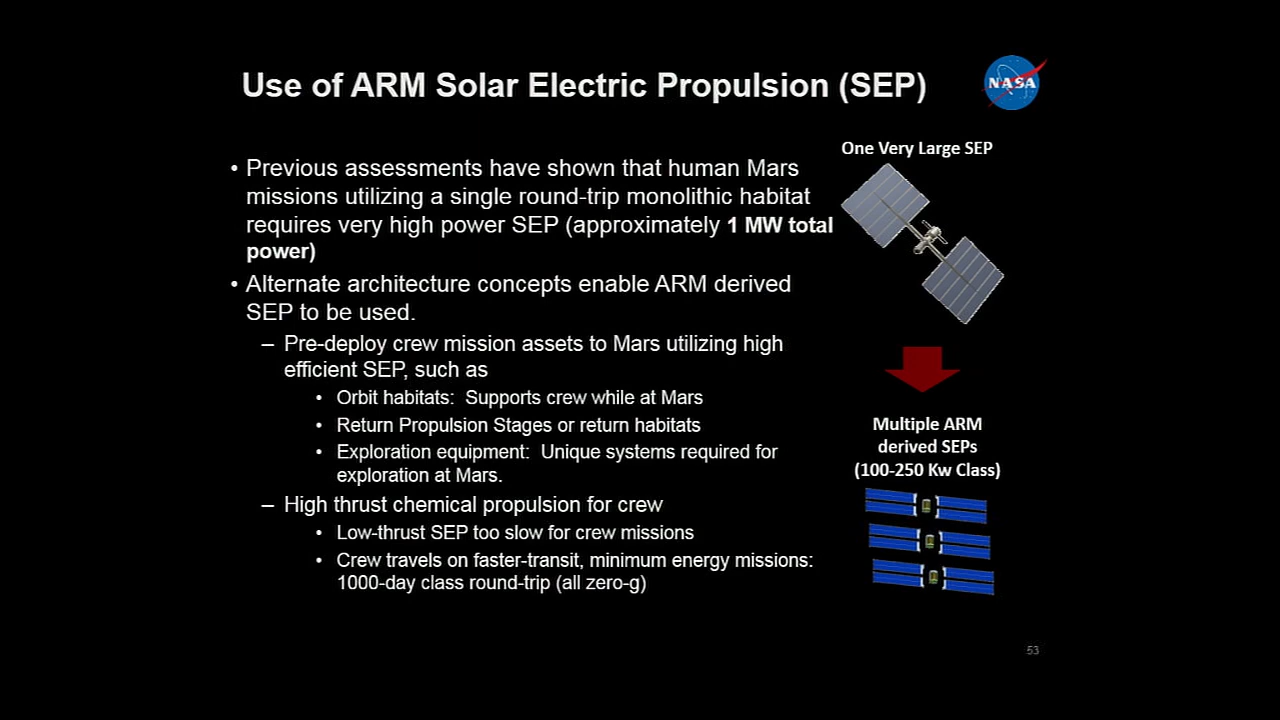 Use of ARM Solar Electric Propulsion (SEP)
NASA
• Previous assessments have shown that human Mars
missions utilizing a single round-trip monolithic habitat
requires very high power SEP (approximately 1 MW total
power)
• Alternate architecture concepts enable ARM derived
SEP to be used.
– Pre-deploy crew mission assets to Mars utilizing high
efficient SEP, such as
• Orbit habitats: Supports crew while at Mars
• Return Propulsion Stages or return habitats
• Exploration equipment: Unique systems required for
exploration at Mars.
– High thrust chemical propulsion for crew
• Low-thrust SEP too slow for crew missions
• Crew travels on faster-transit, minimum energy missions:
1000-day class round-trip (all zero-g)
One Very Large SEP
Multiple ARM
derived SEPs
(100-250 Kw Class)
53